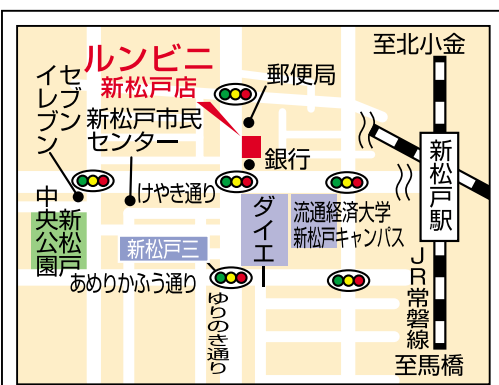 ルンビニ
新松戸店
至北小金
郵便局
セブン
イレブン
新松戸市民
センター
銀行
新松戸駅
けやき通り
ダイエー
流通経済大学
新松戸キャンパス
新松戸
中央公園
新松戸三
あめりかふう通り
ゆりのき通り
JR常磐線
至馬橋